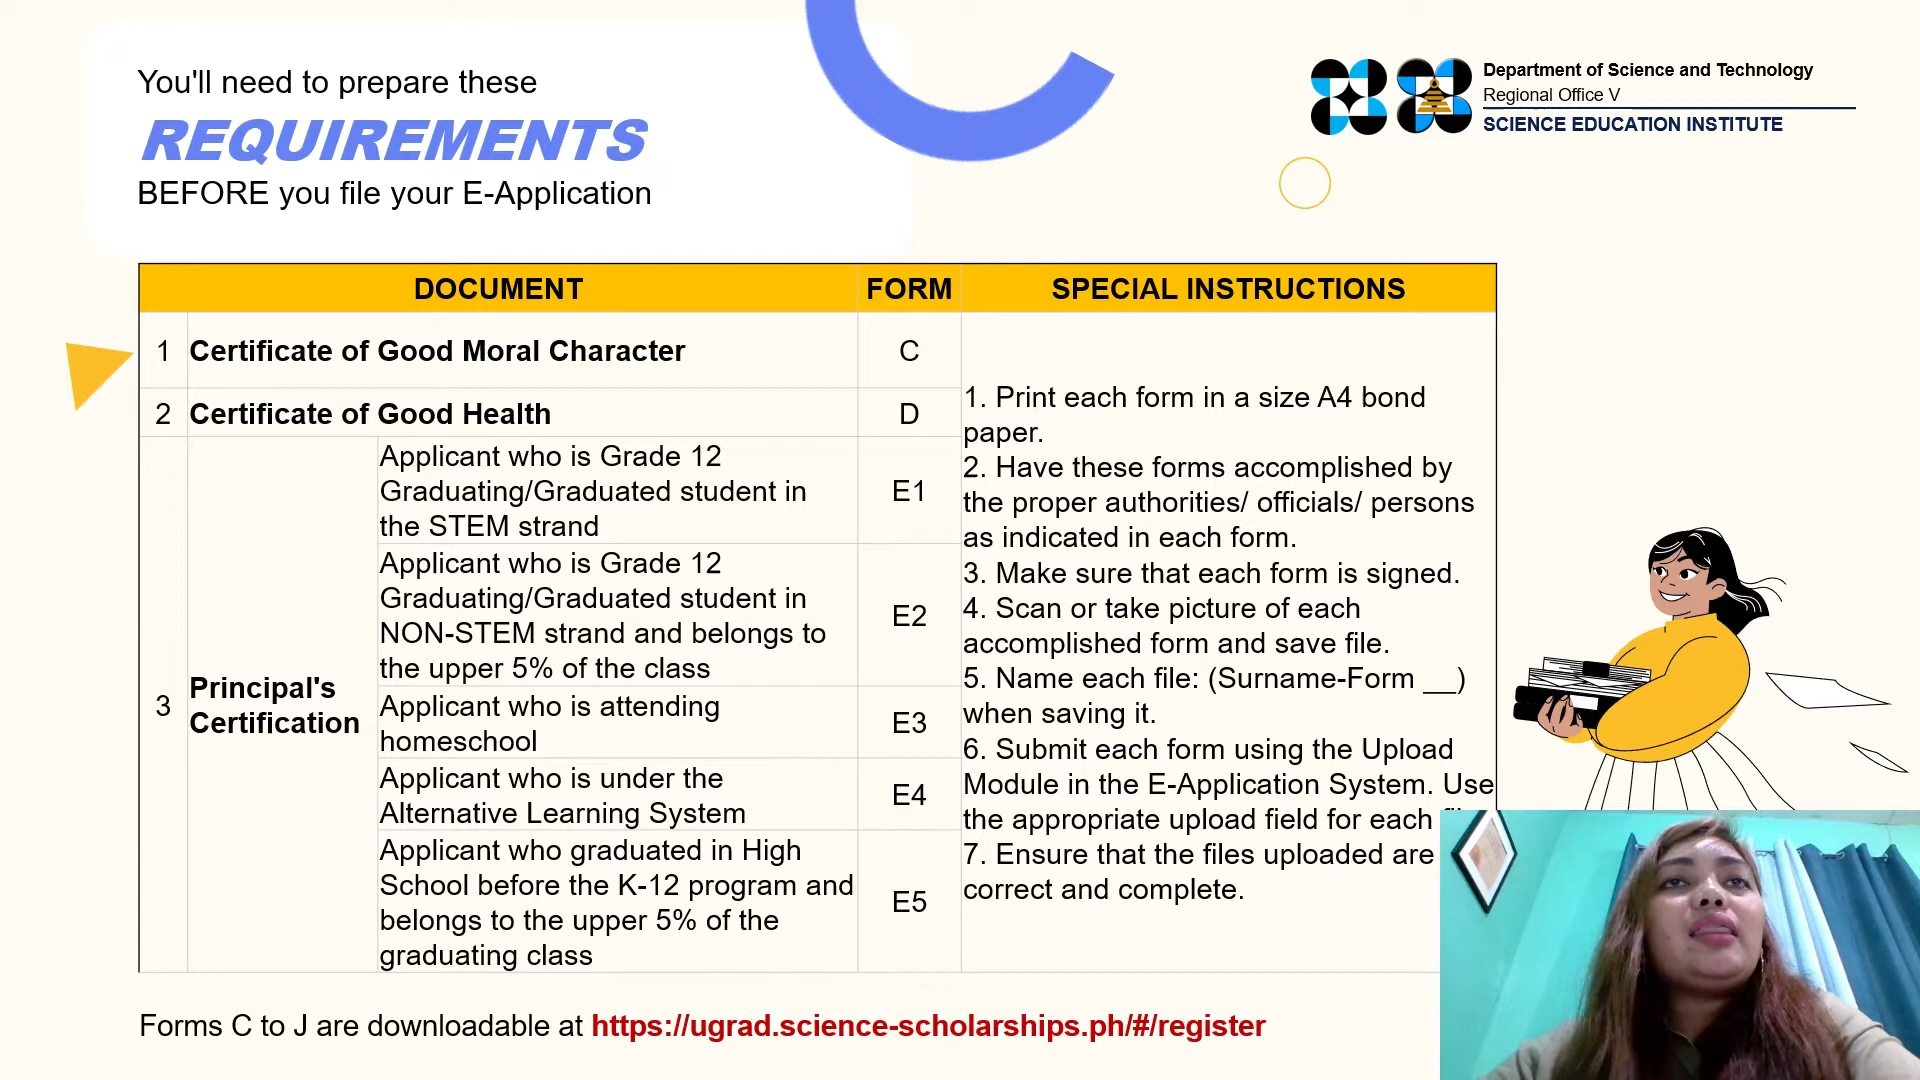 You'll need to prepare these
REQUIREMENTS
BEFORE you file your E-Application
Department of Science and Technology
Regional Office V
SCIENCE EDUCATION INSTITUTE
DOCUMENT
FORM
SPECIAL INSTRUCTIONS
1
Certificate of Good Moral Character
C
2
Certificate of Good Health
D
3
Principal's
Certification
Applicant who is Grade 12
Graduating/Graduated student in
the STEM strand
E1
Applicant who is Grade 12
Graduating/Graduated student in
NON-STEM strand and belongs to
the upper 5% of the class
E2
Applicant who is attending
homeschool
E3
Applicant who is under the
Alternative Learning System
E4
Applicant who graduated in High
School before the K-12 program and
belongs to the upper 5% of the
graduating class
E5
1. Print each form in a size A4 bond
paper.
2. Have these forms accomplished by
the proper authorities/ officials/ persons
as indicated in each form.
3. Make sure that each form is signed.
4. Scan or take picture of each
accomplished form and save file.
5. Name each file: (Surname-Form __)
when saving it.
6. Submit each form using the Upload
Module in the E-Application System. Use
the appropriate upload field for each
7. Ensure that the files uploaded are
correct and complete.
Forms C to J are downloadable at https://ugrad.science-scholarships.ph/#/register